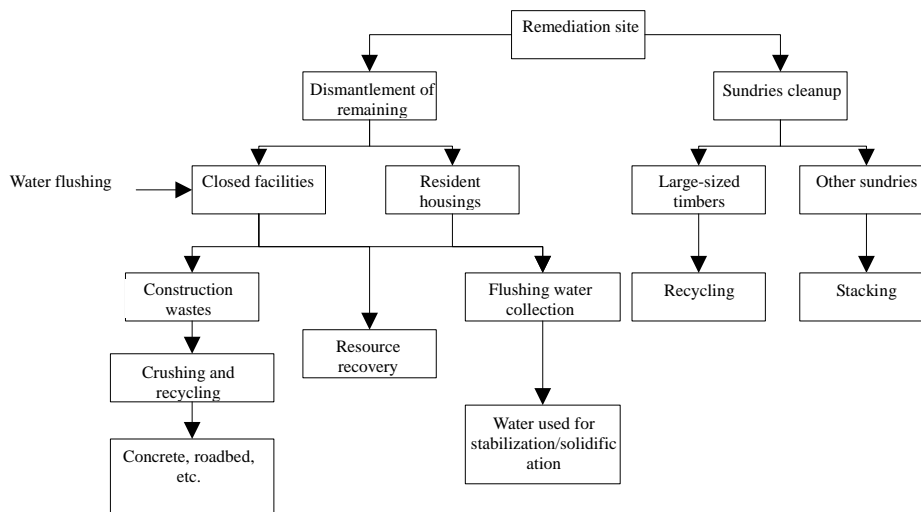 Remediation site
Dismantlement of
remaining
Sundries cleanup
Water flushing
Closed facilities
Resident
housings
Large-sized
timbers
Other sundries
Construction
wastes
Flushing water
collection
Recycling
Stacking
Resource
recovery
Crushing and
recycling
Water used for
stabilization/solidific
ation
Concrete, roadbed,
etc.